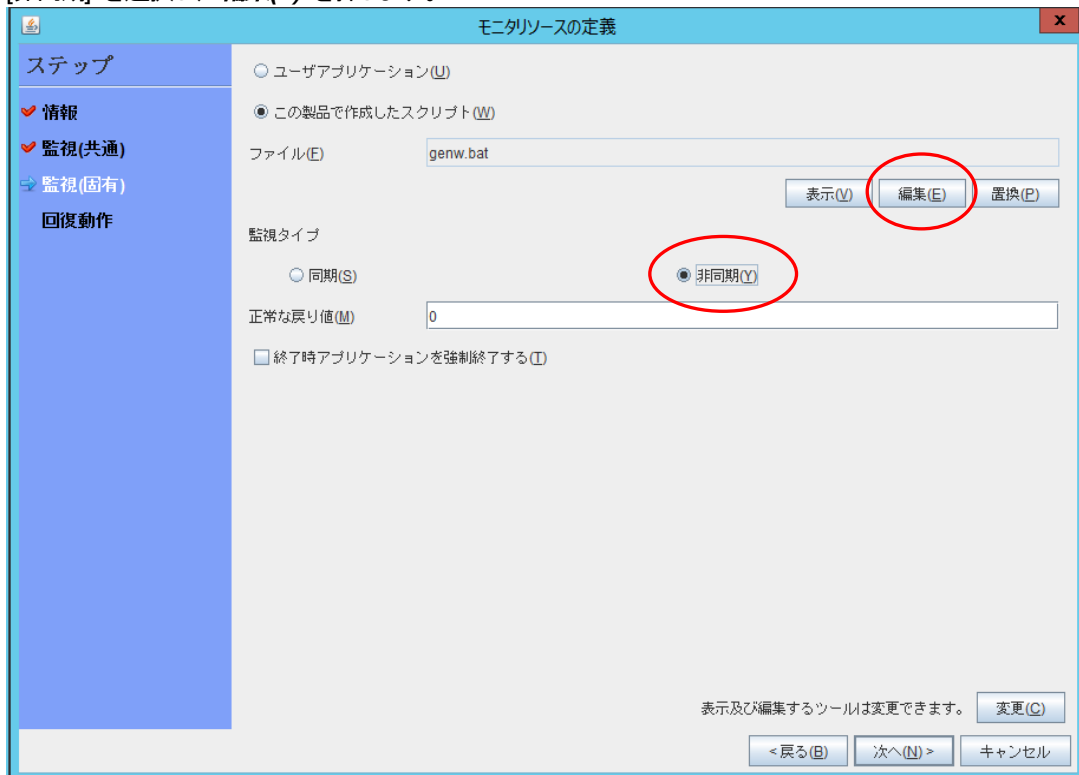 モニタリソースの定義
x
ステップ
情報
監視(共通)
監視(固有)
回復動作
ユーザアプリケーション(U)
この製品で作成したスクリプト(W)
ファイル(F) genw.bat
表示(V) 編集(E) 置換(P)
監視タイプ
同期(S) 非同期(Y)
正常な戻り値(M) 0
終了時アプリケーションを強制終了する(T)
表示及び編集するツールは変更できます。 変更(C)
<戻る(B) 次へ(N)> キャンセル